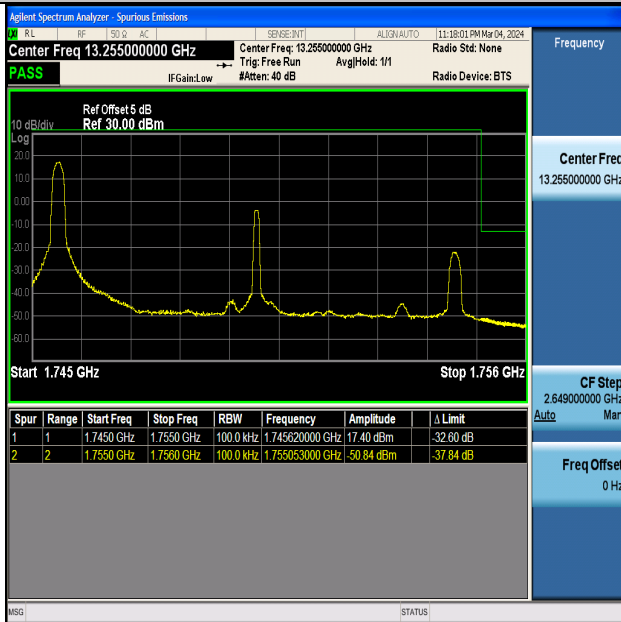 Agilent Spectrum Analyzer - Spurious Emissions
RL RF 50 Ω AC SENSE:INT ALIGN AUTO 11:18:01 PM Mar 04, 2024
Center Freq 13.255000000 GHz
Center Freq: 13.255000000 GHz
Radio Std: None
Trig: Free Run Avg|Hold: 1/1
PASS
IFGain:Low
#Atten: 40 dB
Radio Device: BTS
Ref Offset 5 dB
10 dB/div Ref 30.00 dBm
Log
20.0
10.0
0.00
-10.0
-20.0
-30.0
-40.0
-50.0
-60.0
Start 1.745 GHz
Stop 1.756 GHz
Spur Range Start Freq Stop Freq RBW Frequency Amplitude Δ Limit
1 1 1.7450 GHz 1.7550 GHz 100.0 kHz 1.745620000 GHz 17.40 dBm -32.60 dB
2 2 1.7550 GHz 1.7560 GHz 100.0 kHz 1.755053000 GHz -50.84 dBm -37.84 dB
MSG
STATUS
Frequency
Center Freq
13.255000000 GHz
CF Step
2.649000000 GHz
Auto Man
Freq Offset
0 Hz